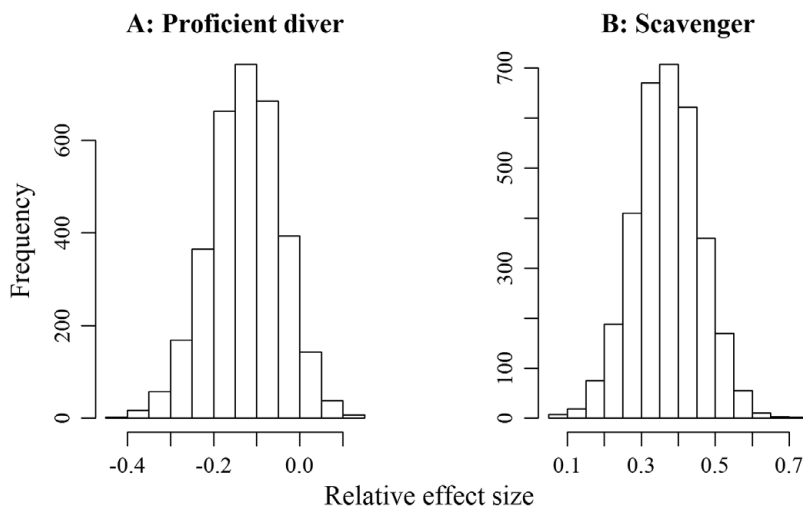 A: Proficient diver
B: Scavenger
Frequency
600
400
200
0
-0.4 -0.2 0.0
700
500
300
100
0.1 0.3 0.5 0.7
Relative effect size